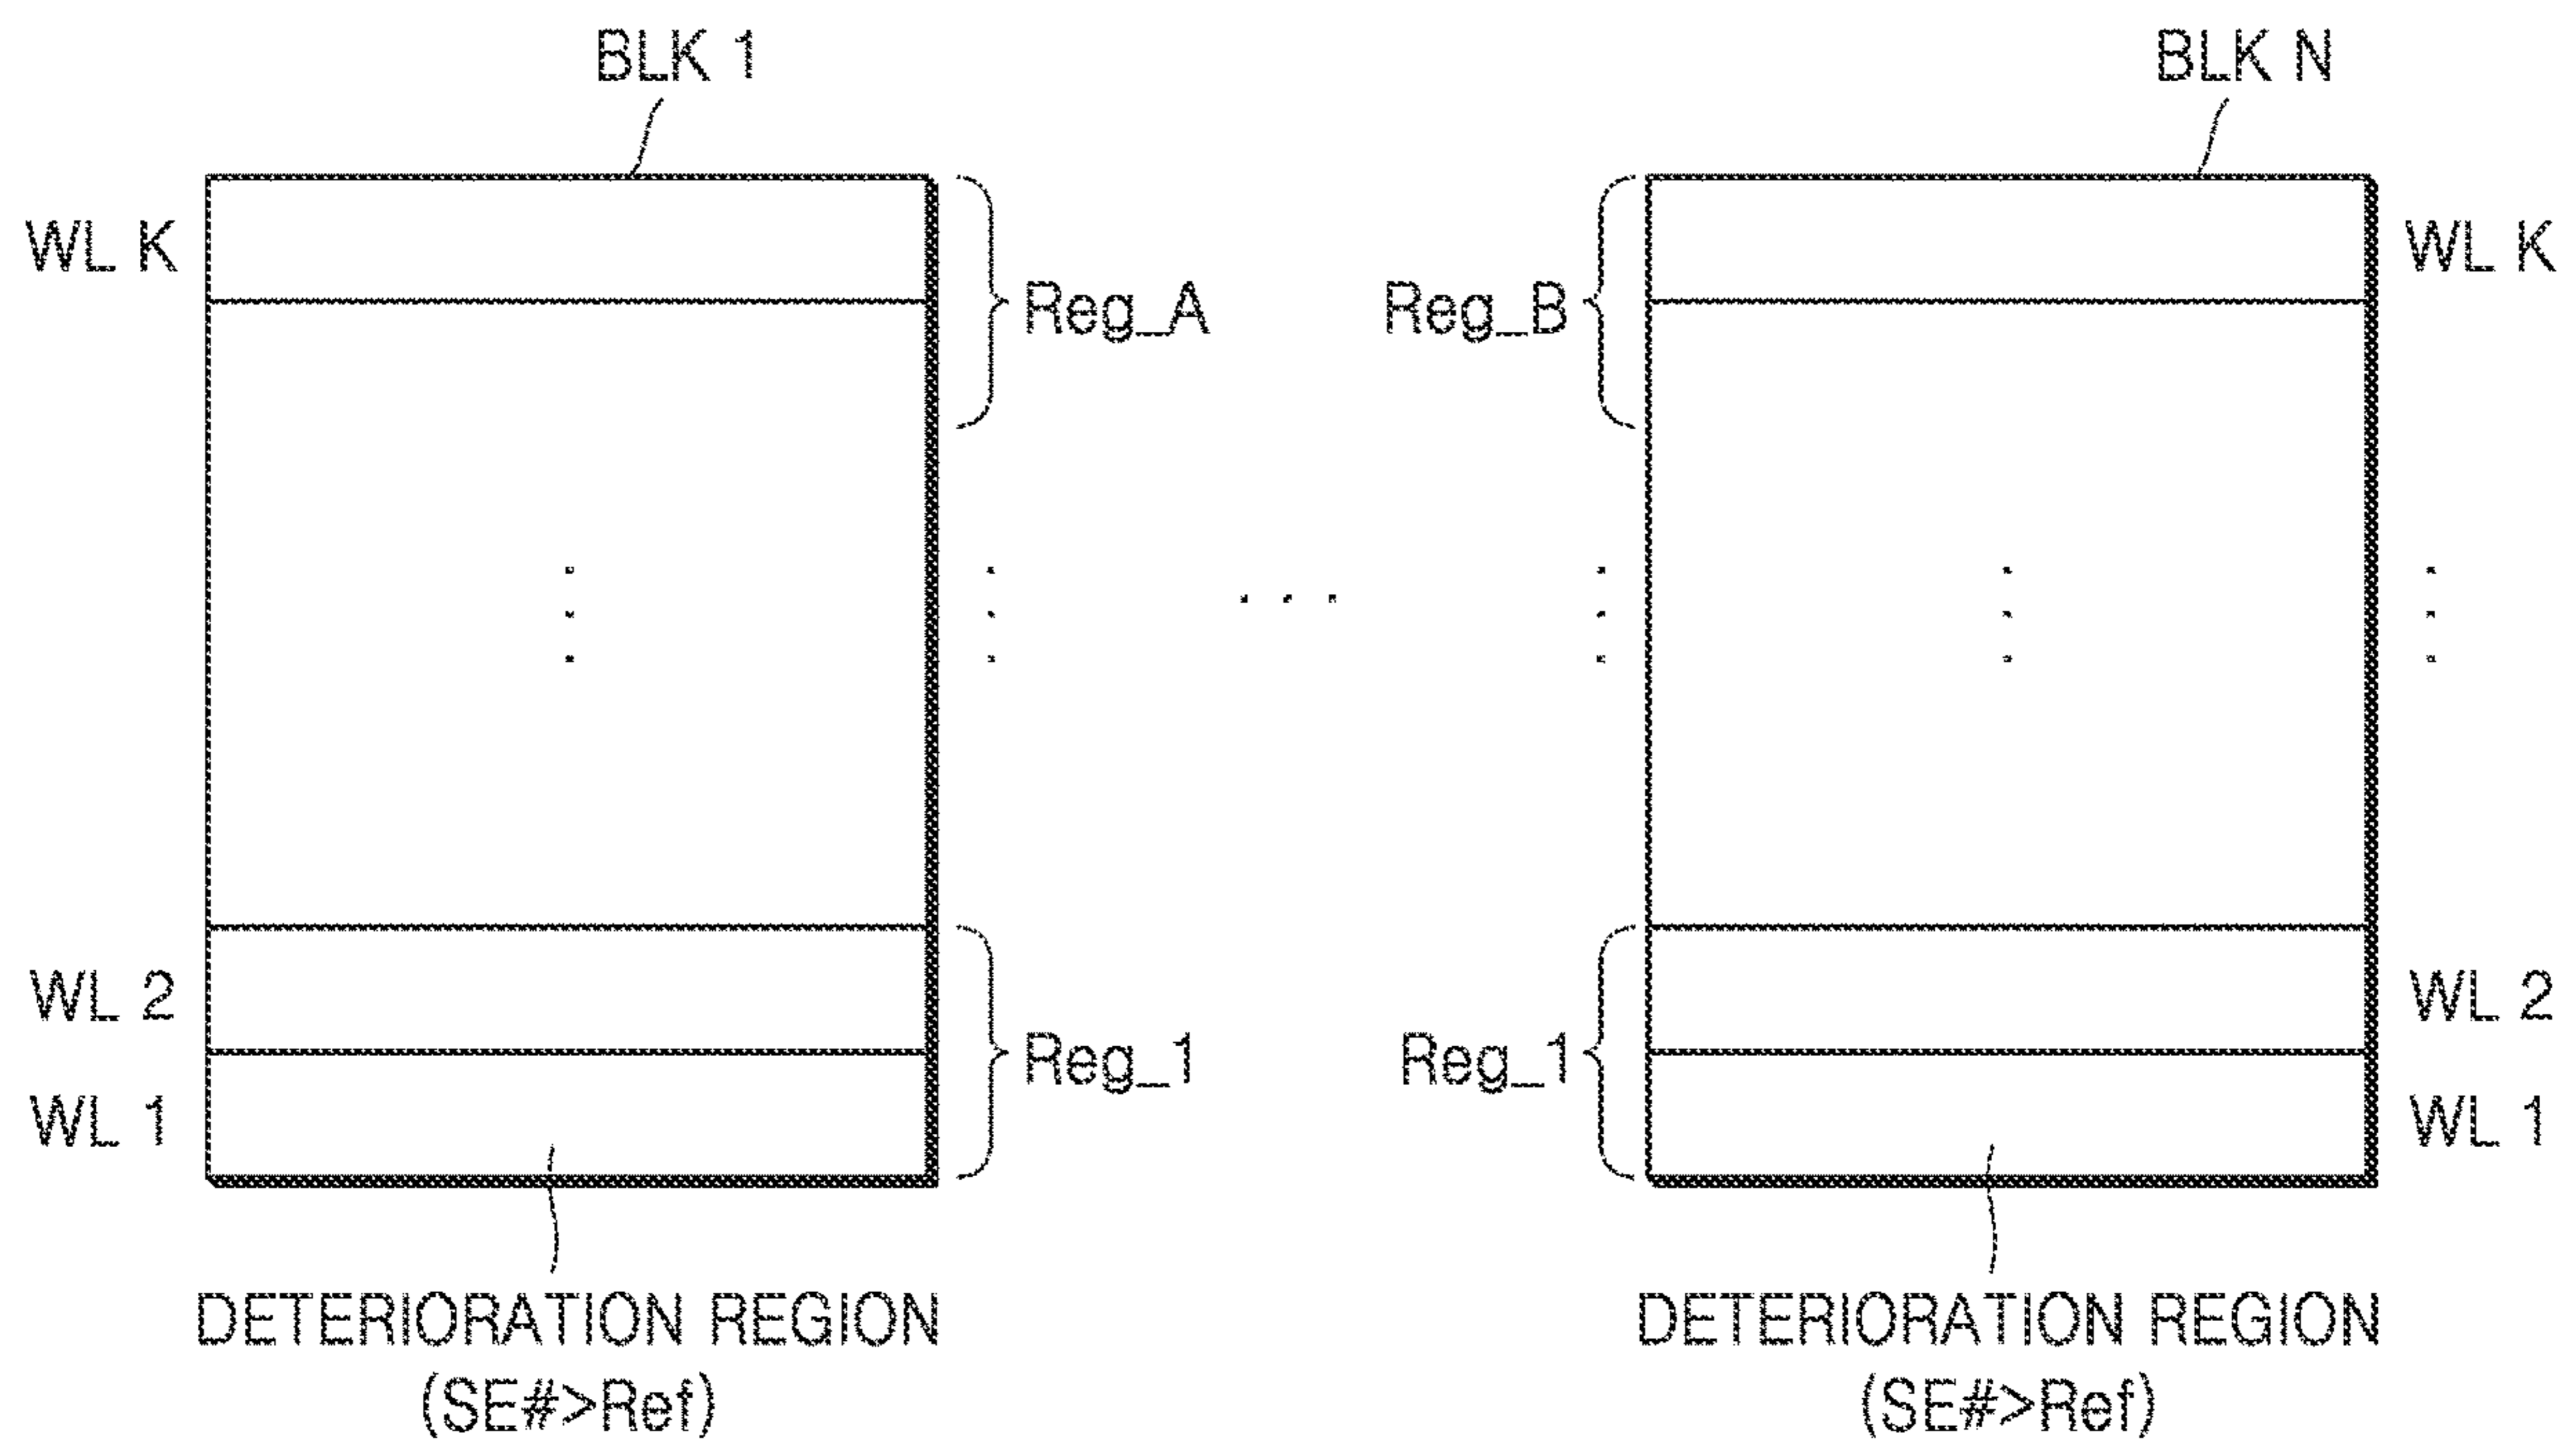 BLK 1
BLK N
WL K
Reg_A
Reg_B
WL K
WL 2
Reg_1
Reg_1
WL 2
WL 1
WL 1
DETERIORATION REGION
(SE#>Ref)
DETERIORATION REGION
(SE#>Ref)